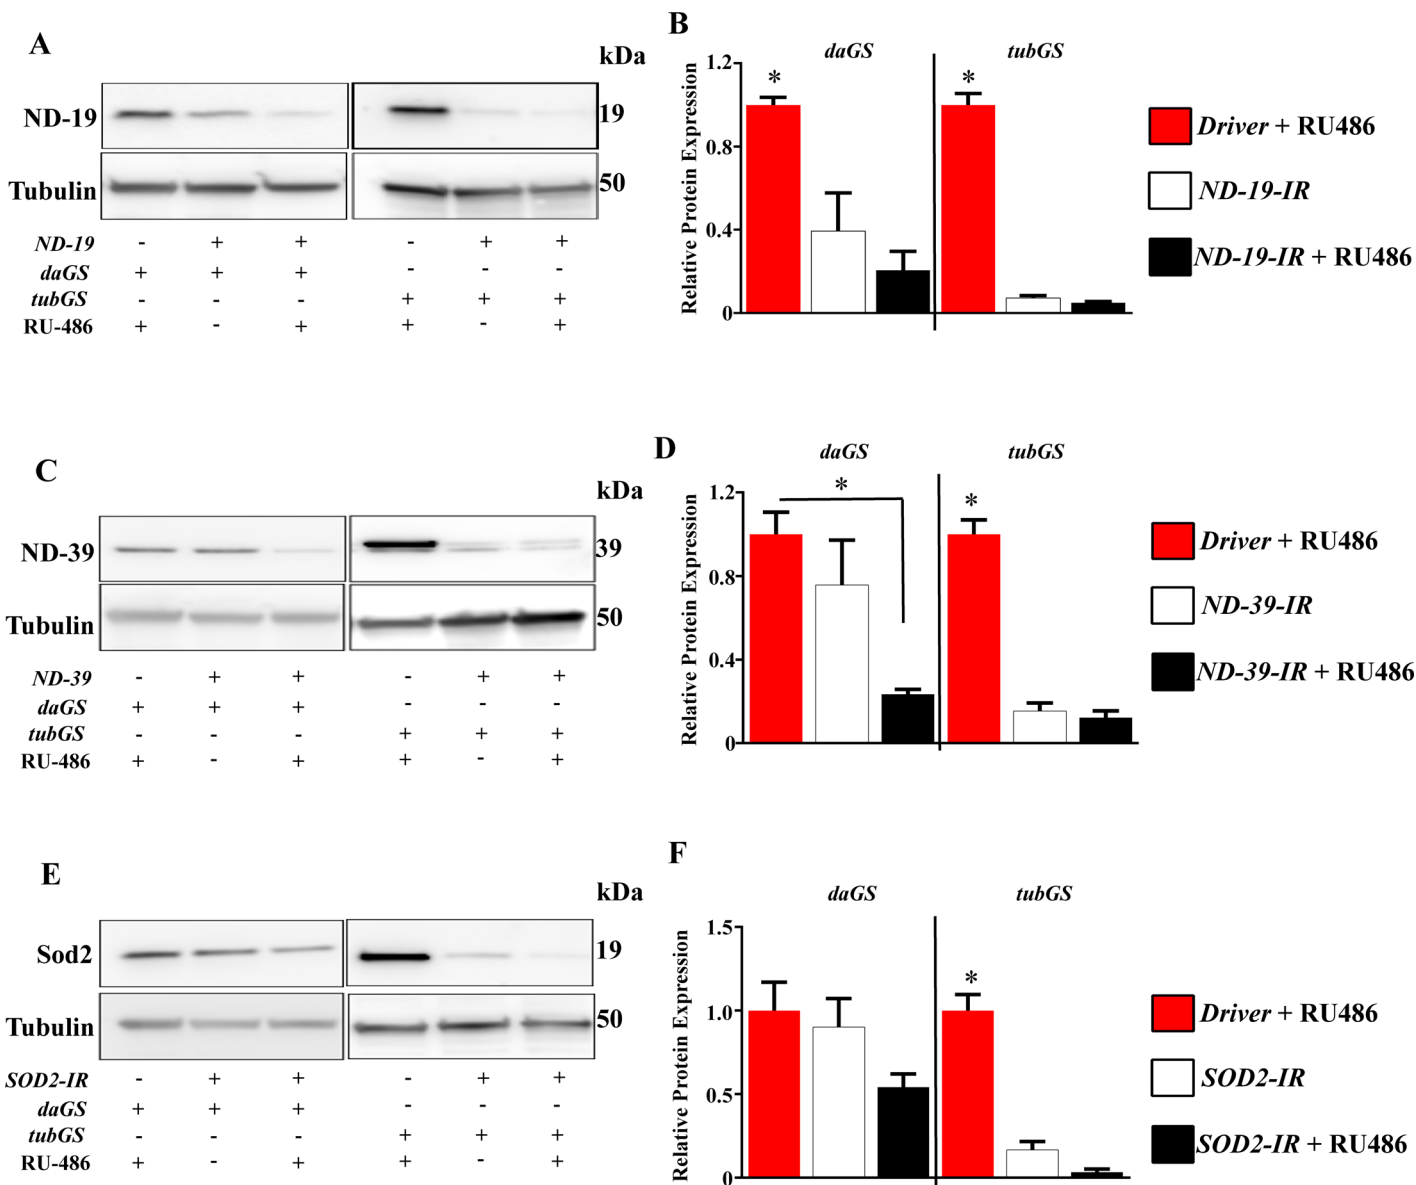 A
kDa
ND-19
19
Tubulin
50
ND-19 - + + - + +
daGS + + + - - -
tubGS - - - + + +
RU-486 + - + + - +
B
daGS tubGS
Relative Protein Expression
1.2
0.8
0.4
0
* *
Driver + RU486
ND-19-IR
ND-19-IR + RU486
C
kDa
ND-39
39
Tubulin
50
ND-39 - + + - + +
daGS + + + - - -
tubGS - - - + + +
RU-486 + - + + - +
D
daGS tubGS
Relative Protein Expression
1.2
0.8
0.4
0
* *
Driver + RU486
ND-39-IR
ND-39-IR + RU486
E
kDa
Sod2
19
Tubulin
50
SOD2-IR - + + - + +
daGS + + + - - -
tubGS - - - + + +
RU-486 + - + + - +
F
daGS tubGS
Relative Protein Expression
1.5
1.0
0.5
0
*
Driver + RU486
SOD2-IR
SOD2-IR + RU486